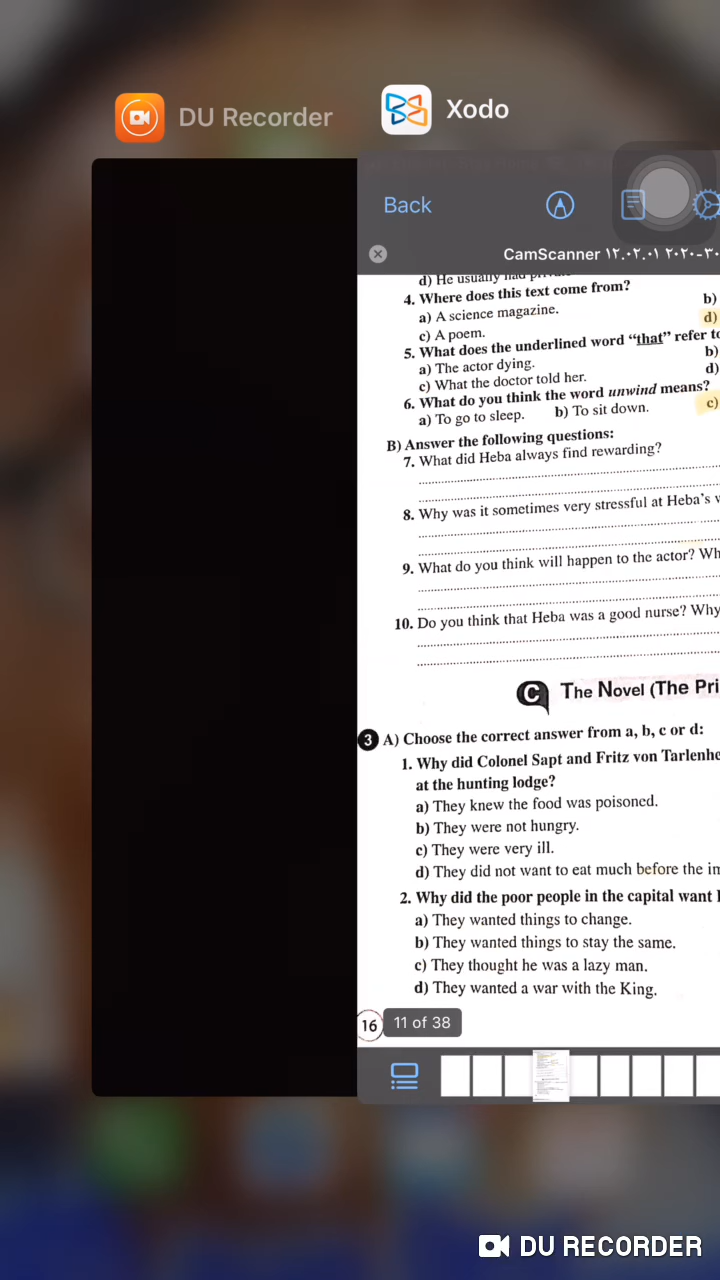 DU Recorder
Xodo
Back
CamScanner ١٢.٠٢.٠١ ٢٠٢٠-٣٠
d) He usually had
4. Where does this text come from?
a) A science magazine.
b)
c) A poem.
d)
5. What does the underlined word "that" refer to
a) The actor dying.
b)
c) What the doctor told her.
d)
6. What do you think the word unwind means?
a) To go to sleep. b) To sit down. c)
B) Answer the following questions:
7. What did Heba always find rewarding?
8. Why was it sometimes very stressful at Heba's
9. What do you think will happen to the actor? Wh
10. Do you think that Heba was a good nurse? Why
C The Novel (The Pri
3 A) Choose the correct answer from a, b, c or d:
1. Why did Colonel Sapt and Fritz von Tarlenhe
at the hunting lodge?
a) They knew the food was poisoned.
b) They were not hungry.
c) They were very ill.
d) They did not want to eat much before the im
2. Why did the poor people in the capital want
a) They wanted things to change.
b) They wanted things to stay the same.
c) They thought he was a lazy man.
d) They wanted a war with the King.
16 11 of 38
DU RECORDER